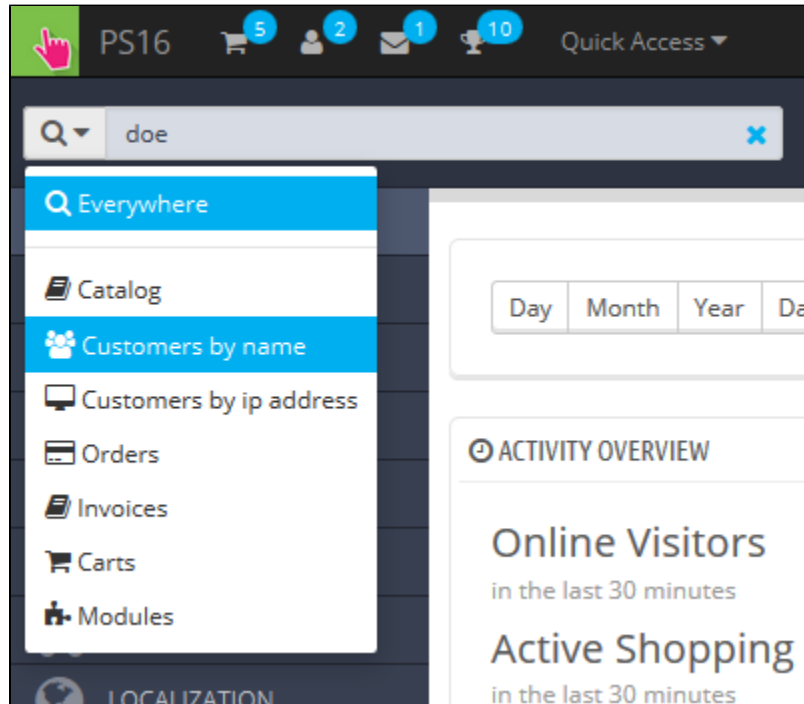 PS16 5 2 1 10 Quick Access
doe
Everywhere
Catalog
Customers by name
Customers by ip address
Orders
Invoices
Carts
Modules
LOCALIZATION
Day Month Year Da
ACTIVITY OVERVIEW
Online Visitors
in the last 30 minutes
Active Shopping
in the last 30 minutes